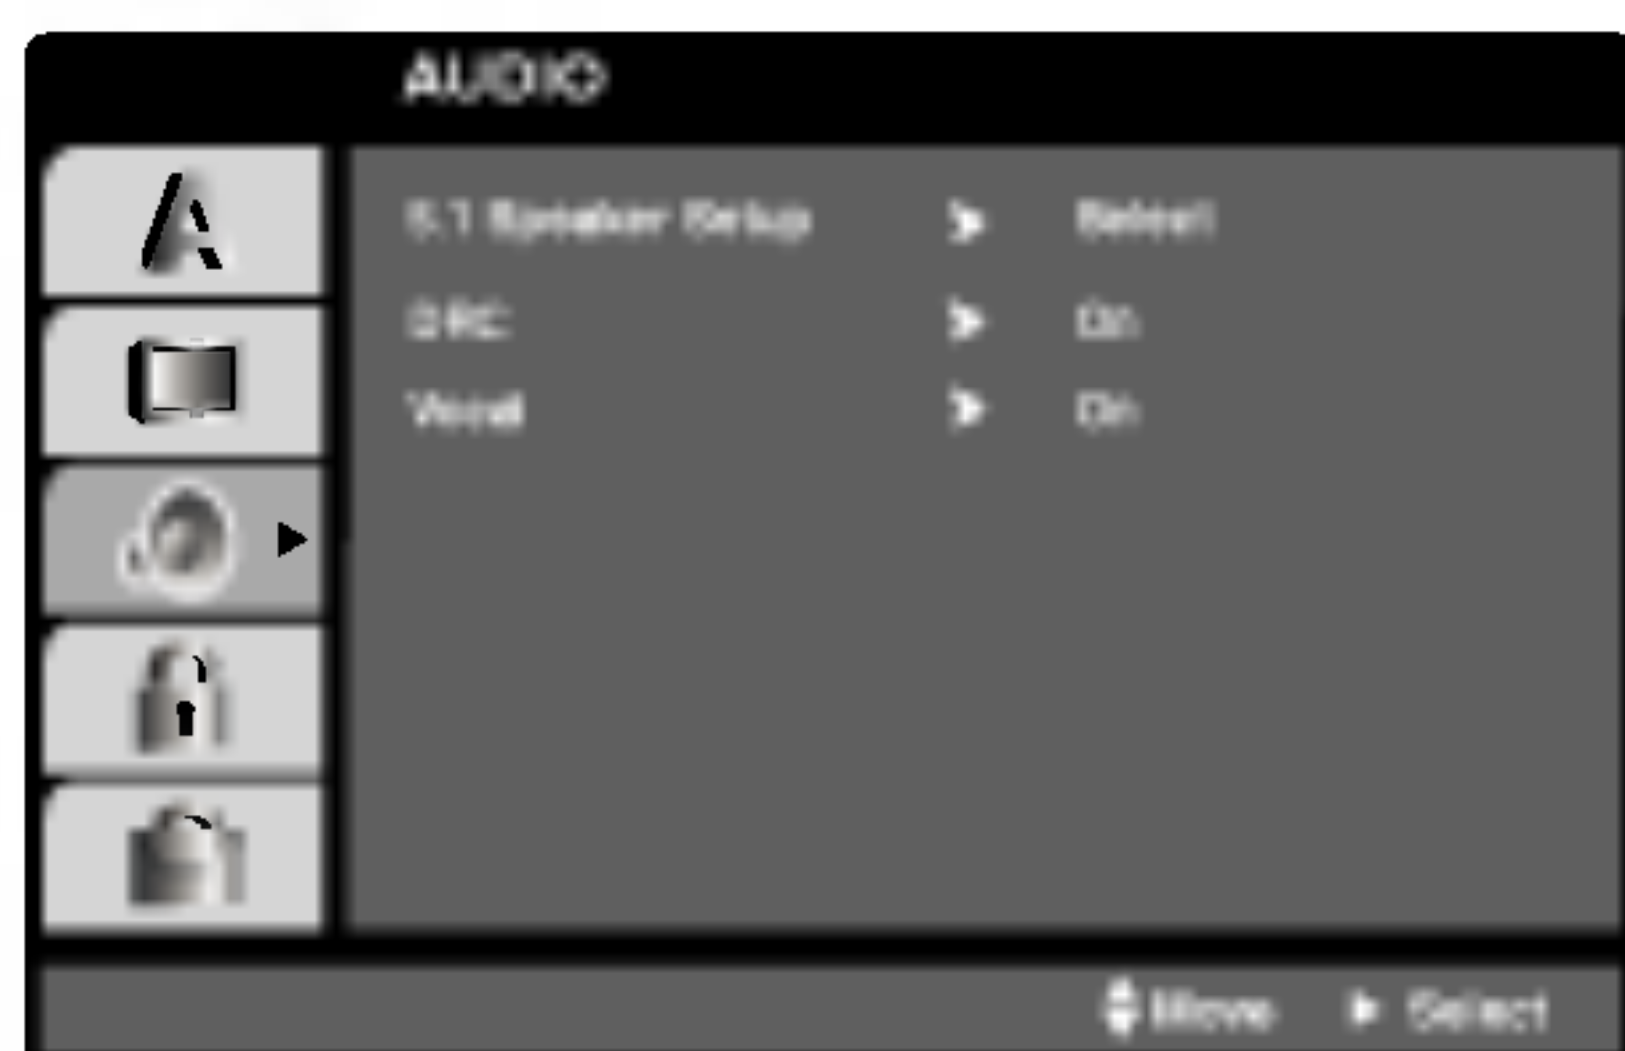 AUDIO
5.1 Speaker Setup Select
DRC On
Vocal On
Move Select